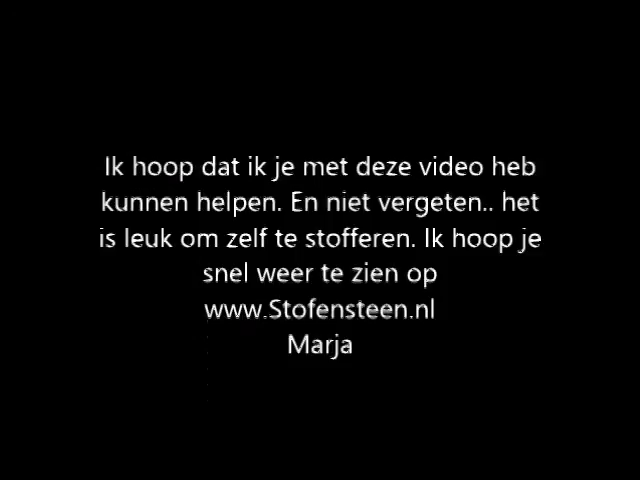 Ik hoop dat ik je met deze video heb
kunnen helpen. En niet vergeten.. het
is leuk om zelf te stofferen. Ik hoop je
snel weer te zien op
www.Stofensteen.nl
Marja